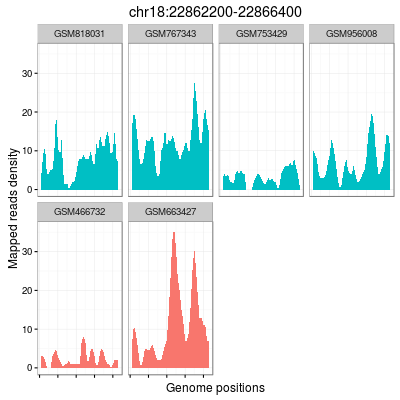 chr18:22862200-22866400
GSM818031 GSM767343 GSM753429 GSM956008
30
20
10
0
GSM466732 GSM663427
30
20
10
0
Mapped reads density
Genome positions